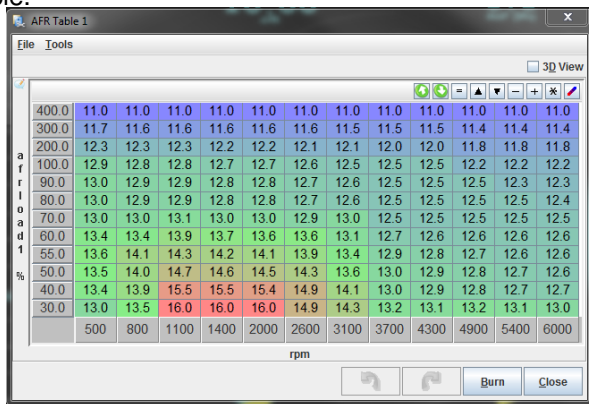 AFR Table 1
File Tools
3D View
= - + *
400.0 11.0 11.0 11.0 11.0 11.0 11.0 11.0 11.0 11.0 11.0 11.0 11.0
300.0 11.7 11.6 11.6 11.6 11.6 11.6 11.5 11.5 11.5 11.4 11.4 11.4
200.0 12.3 12.3 12.3 12.2 12.2 12.1 12.1 12.0 12.0 11.8 11.8 11.8
100.0 12.9 12.8 12.8 12.7 12.7 12.6 12.5 12.5 12.5 12.2 12.2 12.2
90.0 13.0 12.9 12.9 12.8 12.8 12.7 12.6 12.5 12.5 12.5 12.3 12.3
80.0 13.0 12.9 12.9 12.8 12.8 12.7 12.6 12.5 12.5 12.5 12.5 12.4
70.0 13.0 13.0 13.1 13.0 13.0 12.9 13.0 12.5 12.5 12.5 12.5 12.5
60.0 13.4 13.4 13.9 13.7 13.6 13.6 13.1 12.7 12.6 12.6 12.6 12.6
55.0 13.6 14.1 14.3 14.2 14.1 13.9 13.4 12.9 12.8 12.7 12.6 12.6
50.0 13.5 14.0 14.7 14.6 14.5 14.3 13.6 13.0 12.9 12.8 12.7 12.6
40.0 13.4 13.9 15.5 15.5 15.4 14.9 14.1 13.0 12.9 12.8 12.7 12.7
30.0 13.0 13.5 16.0 16.0 16.0 14.9 14.3 13.2 13.1 13.2 13.1 13.0
afrload1 %
500 800 1100 1400 2000 2600 3100 3700 4300 4900 5400 6000
rpm
Burn Close